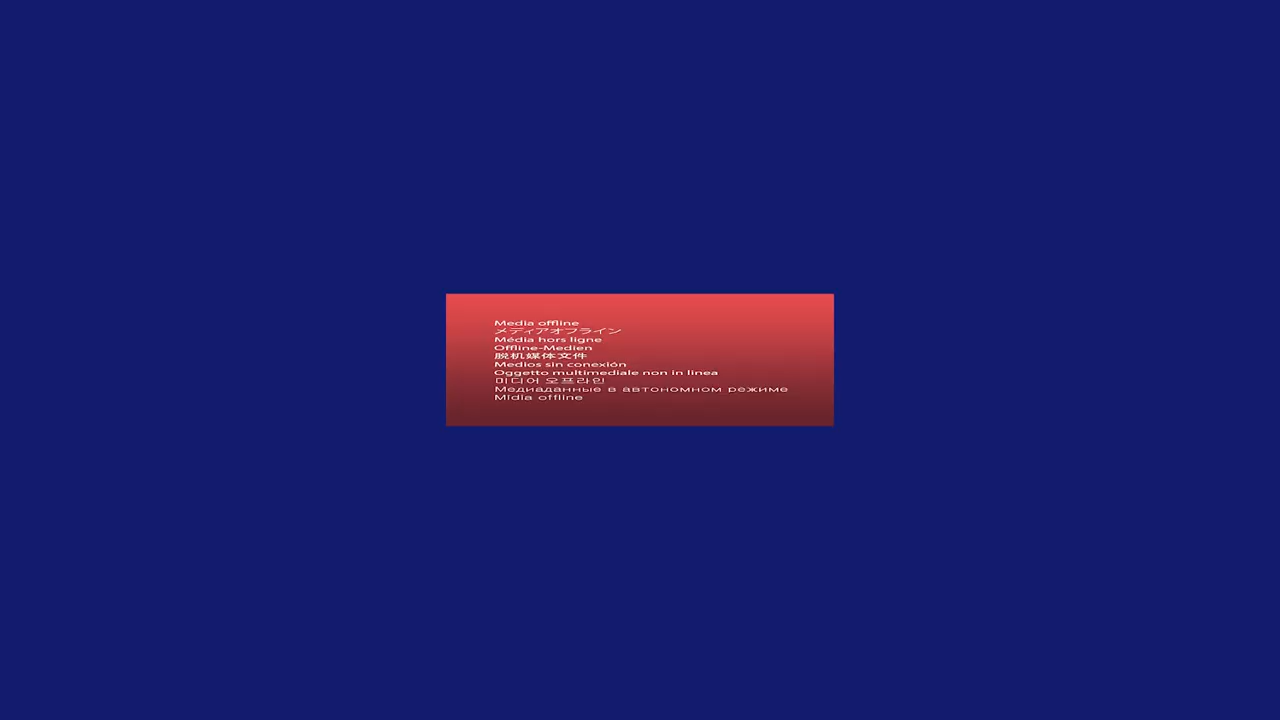 Media offline
メディアオフライン
Média hors ligne
Offline-Medien
脱机媒体文件
Medios sin conexión
Oggetto multimediale non in linea
미디어 오프라인
Медиаданные в автономном режиме
Mídia offline